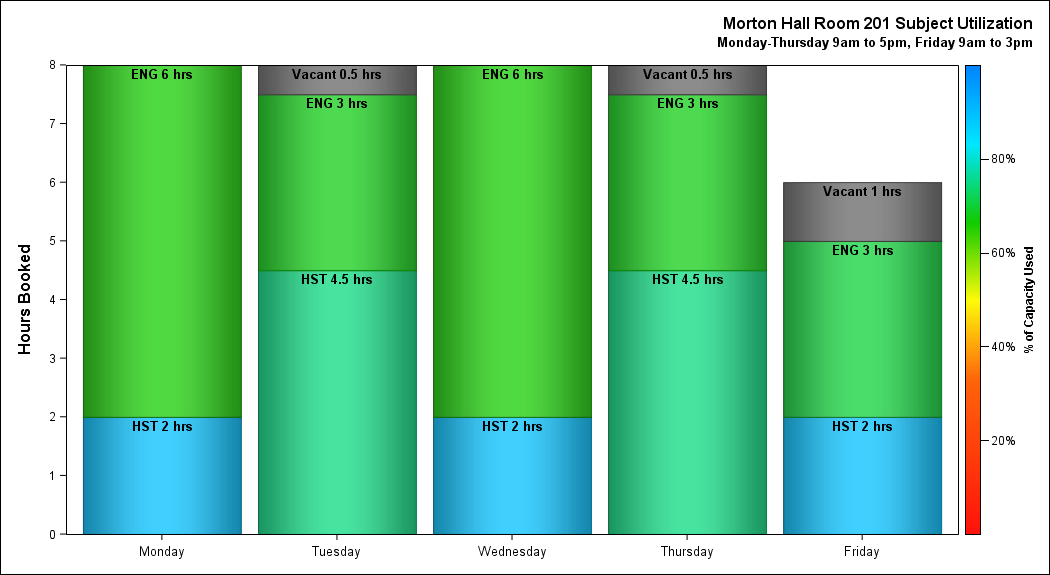 Morton Hall Room 201 Subject Utilization
Monday-Thursday 9am to 5pm, Friday 9am to 3pm
Hours Booked
8
7
6
5
4
3
2
1
0
ENG 6 hrs
HST 2 hrs
Vacant 0.5 hrs
ENG 3 hrs
HST 4.5 hrs
ENG 6 hrs
HST 2 hrs
Vacant 0.5 hrs
ENG 3 hrs
HST 4.5 hrs
Vacant 1 hrs
ENG 3 hrs
HST 2 hrs
Monday
Tuesday
Wednesday
Thursday
Friday
80%
60%
40%
20%
% of Capacity Used